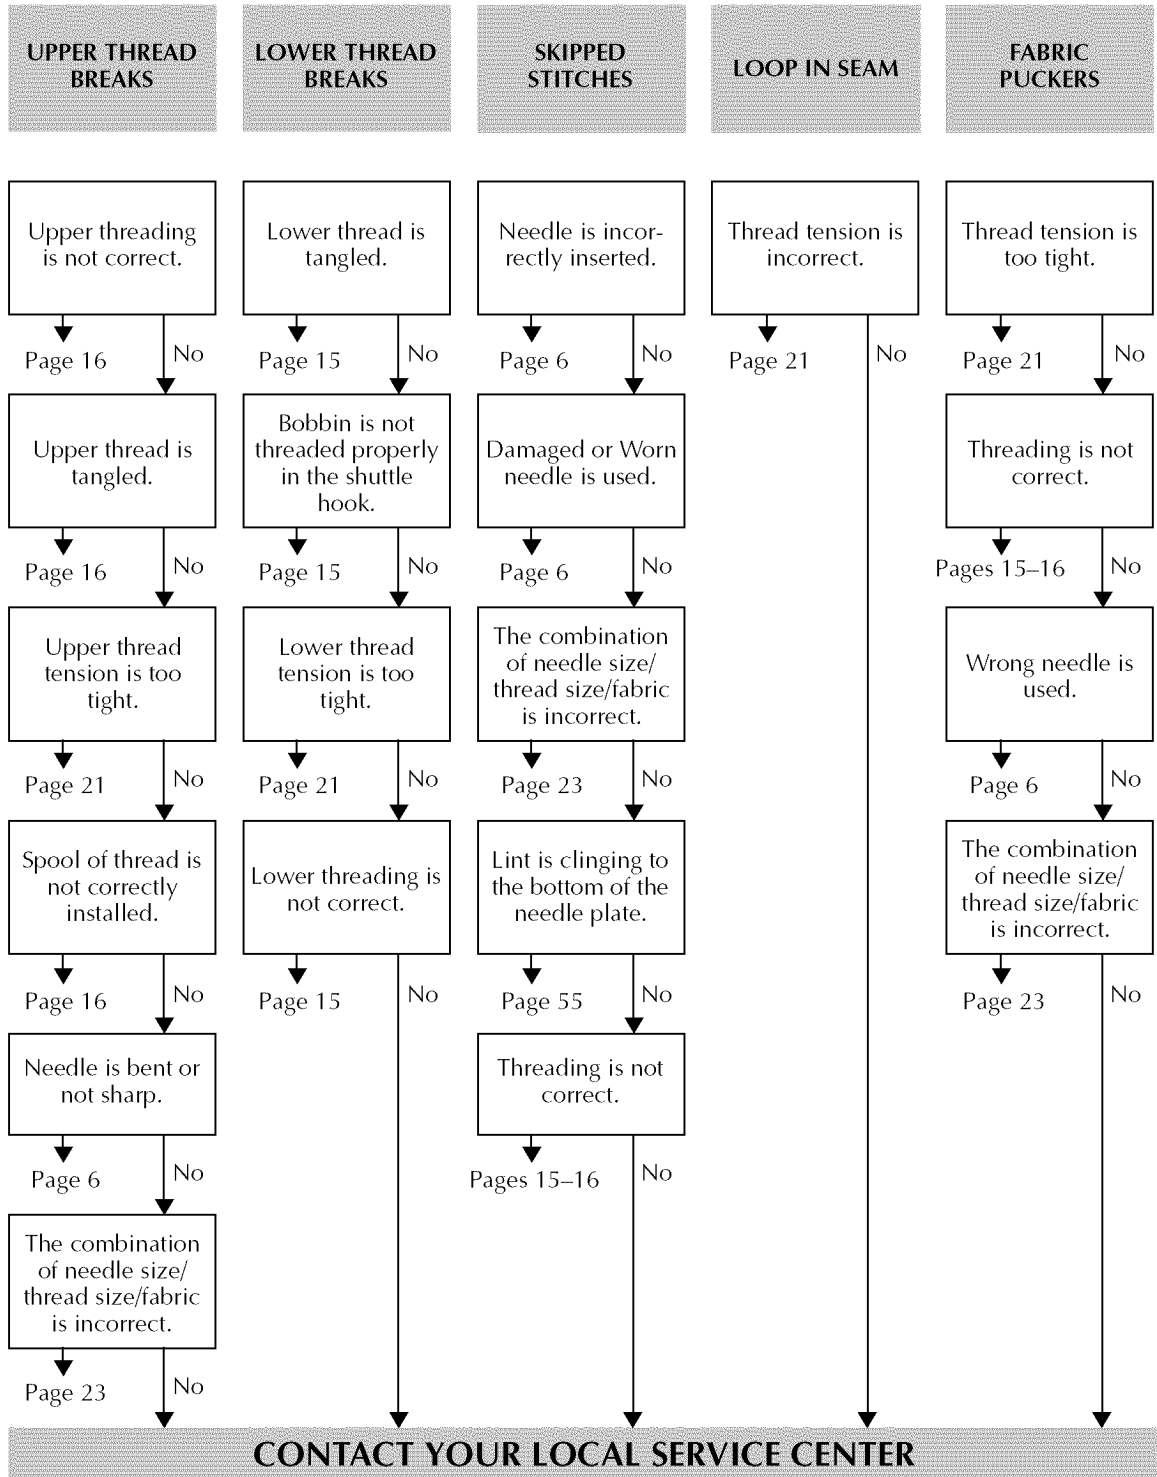 UPPER THREAD
BREAKS
LOWER THREAD
BREAKS
SKIPPED
STITCHES
LOOP IN SEAM
FABRIC
PUCKERS
Upper threading
is not correct.
Page 16
No
Upper thread is
tangled.
Page 16
No
Upper thread
tension is too
tight.
Page 21
No
Spool of thread is
not correctly
installed.
Page 16
No
Needle is bent or
not sharp.
Page 6
No
The combination
of needle size/
thread size/fabric
is incorrect.
Page 23
No
Lower thread is
tangled.
Page 15
No
Bobbin is not
threaded properly
in the shuttle
hook.
Page 15
No
Lower thread
tension is too
tight.
Page 21
No
Lower threading is
not correct.
Page 15
No
Needle is incor-
rectly inserted.
Page 6
No
Damaged or Worn
needle is used.
Page 6
No
The combination
of needle size/
thread size/fabric
is incorrect.
Page 23
No
Lint is clinging to
the bottom of the
needle plate.
Page 55
No
Threading is not
correct.
Pages 15–16
No
Thread tension is
incorrect.
Page 21
No
Thread tension is
too tight.
Page 21
No
Threading is not
correct.
Pages 15–16
No
Wrong needle is
used.
Page 6
No
The combination
of needle size/
thread size/fabric
is incorrect.
Page 23
No
CONTACT YOUR LOCAL SERVICE CENTER